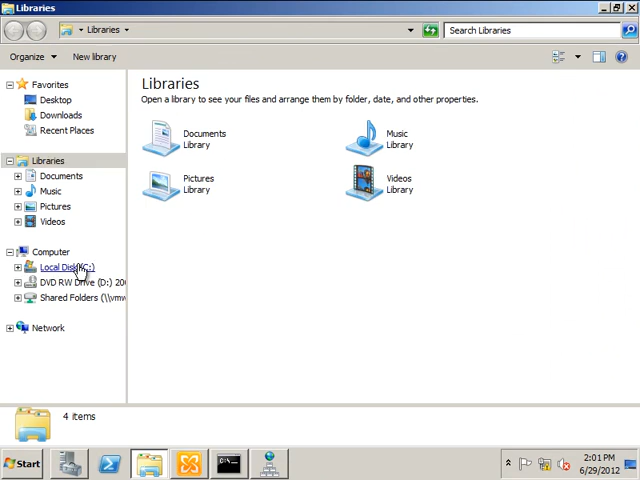 Libraries
Libraries
Search Libraries
Organize
New library
Favorites
Desktop
Downloads
Recent Places
Libraries
Documents
Music
Pictures
Videos
Computer
Local Disk (C:)
DVD RW Drive (D:) 20
Shared Folders (\\vmw
Network
Libraries
Open a library to see your files and arrange them by folder, date, and other properties.
Documents
Library
Music
Library
Pictures
Library
Videos
Library
4 items
Start
C:\
2:01 PM
6/29/2012